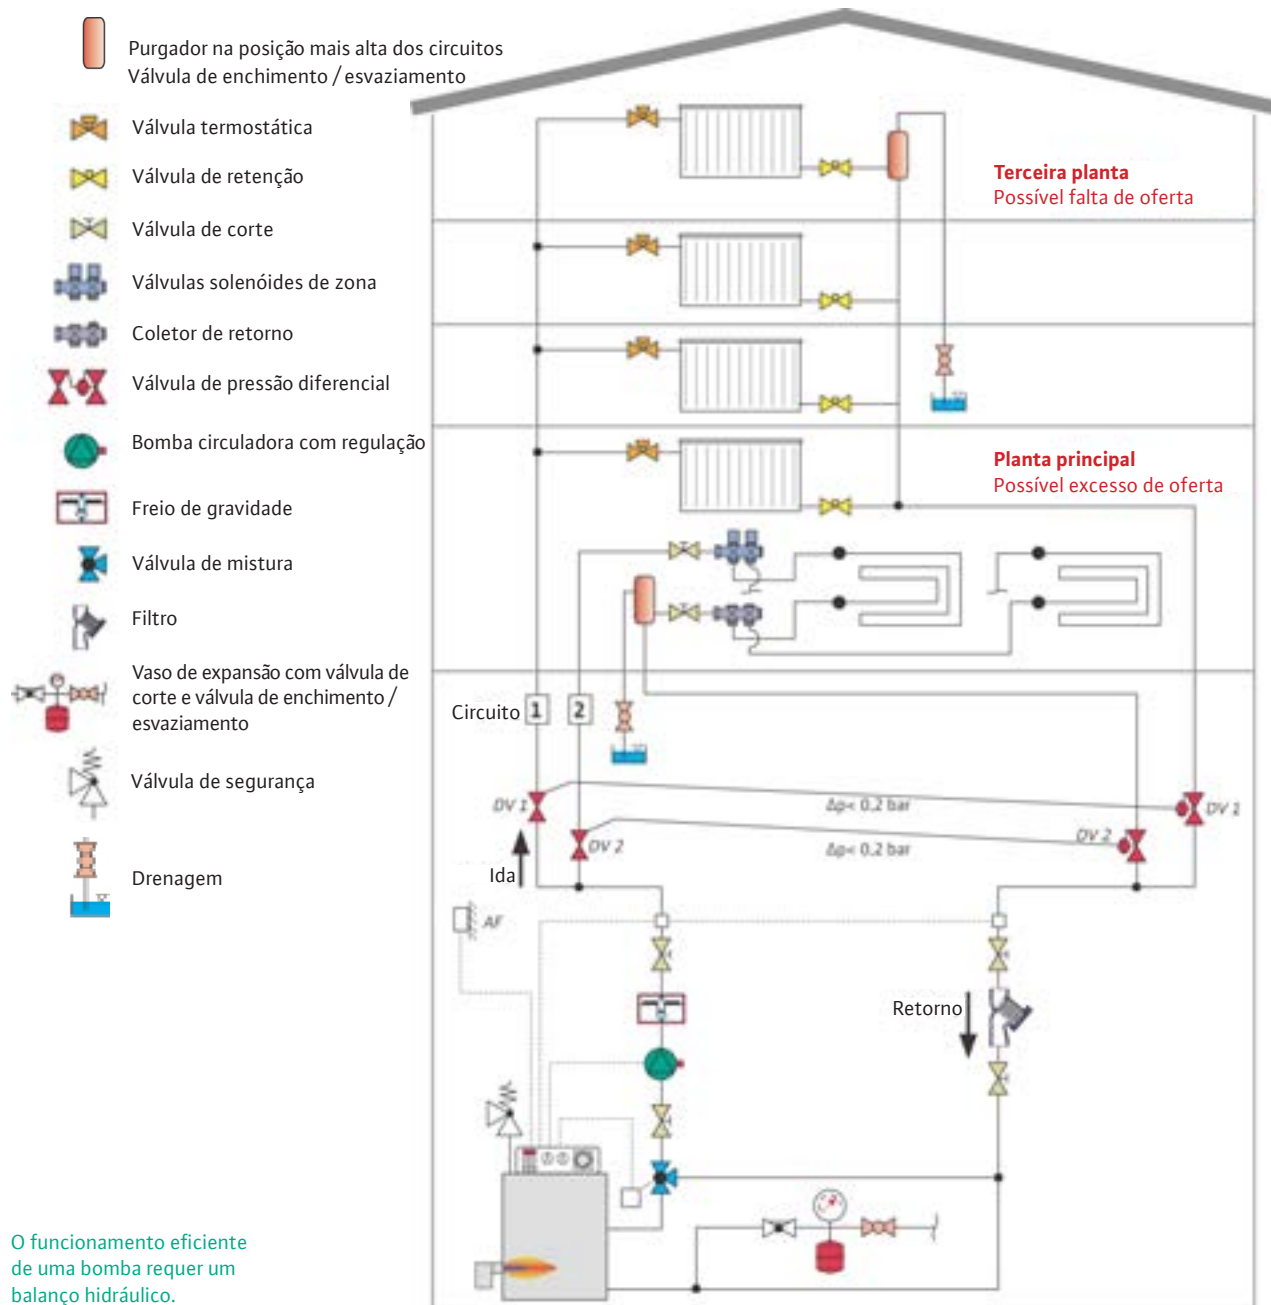 Purgador na posição mais alta dos circuitos
Válvula de enchimento / esvaziamento
Válvula termostática
Válvula de retenção
Válvula de corte
Válvulas solenóides de zona
Coletor de retorno
Válvula de pressão diferencial
Bomba circuladora com regulação
Freio de gravidade
Válvula de mistura
Filtro
Vaso de expansão com válvula de
corte e válvula de enchimento /
esvaziamento
Válvula de segurança
Drenagem
O funcionamento eficiente
de uma bomba requer um
balanço hidráulico.
Terceira planta
Possível falta de oferta
Planta principal
Possível excesso de oferta
Circuito 1 2
DV 1
Δp< 0,2 bar
DV 1
DV 2
Δp< 0,2 bar
DV 2
Ida
AF
Retorno